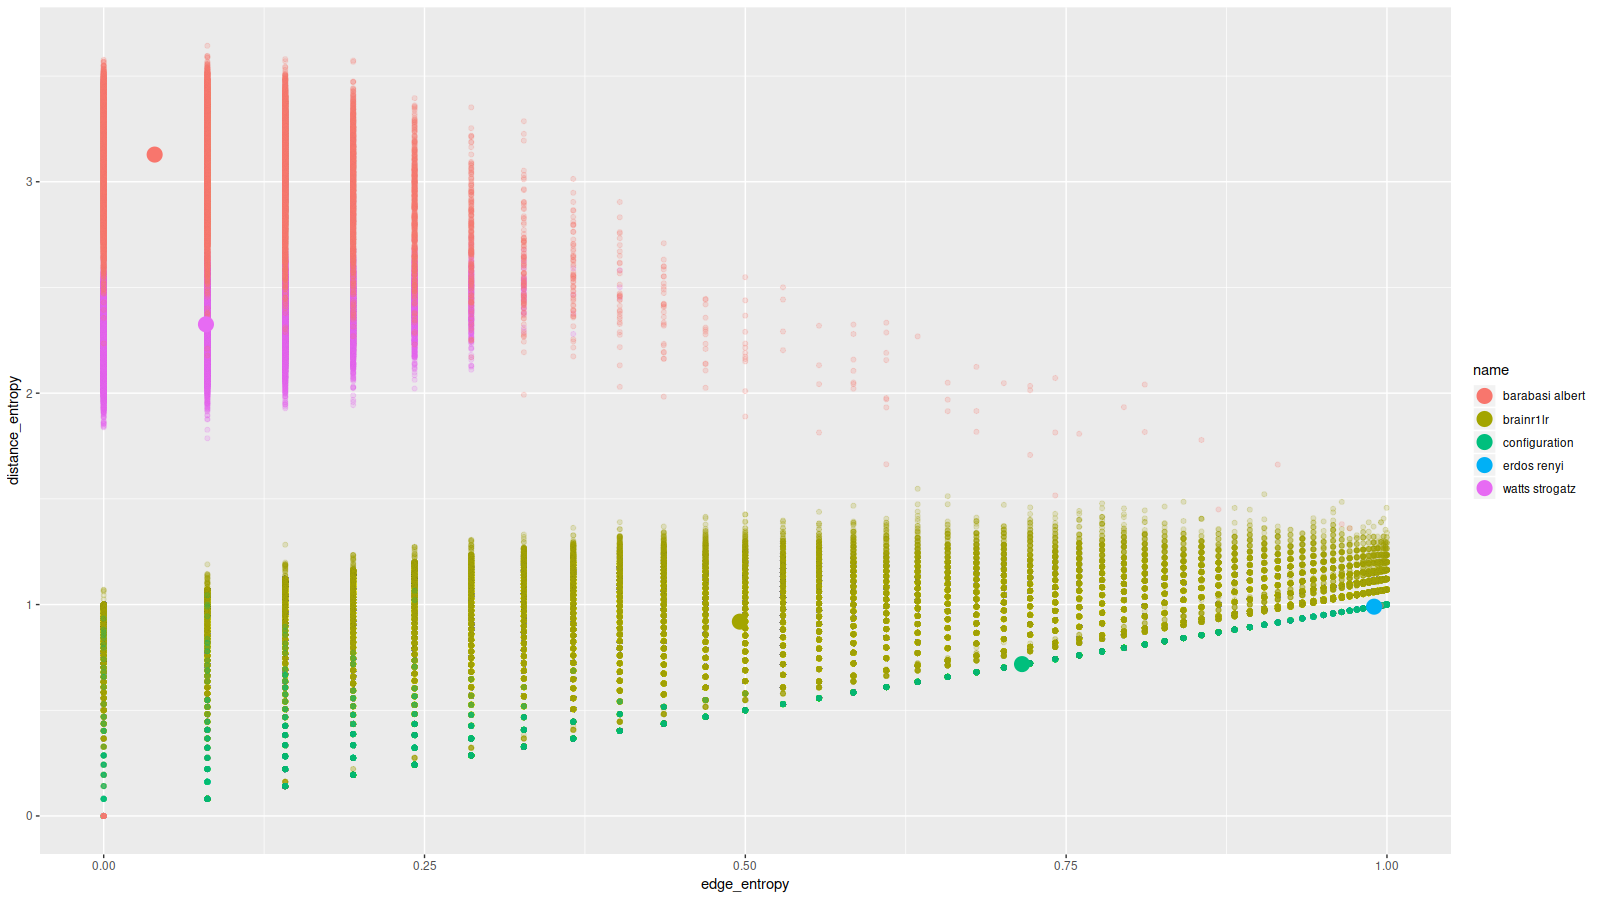 distance_entropy
3
2
1
0
0.00
0.25
0.50
0.75
1.00
edge_entropy
name
barabasi albert
brainr1lr
configuration
erdos renyi
watts strogatz